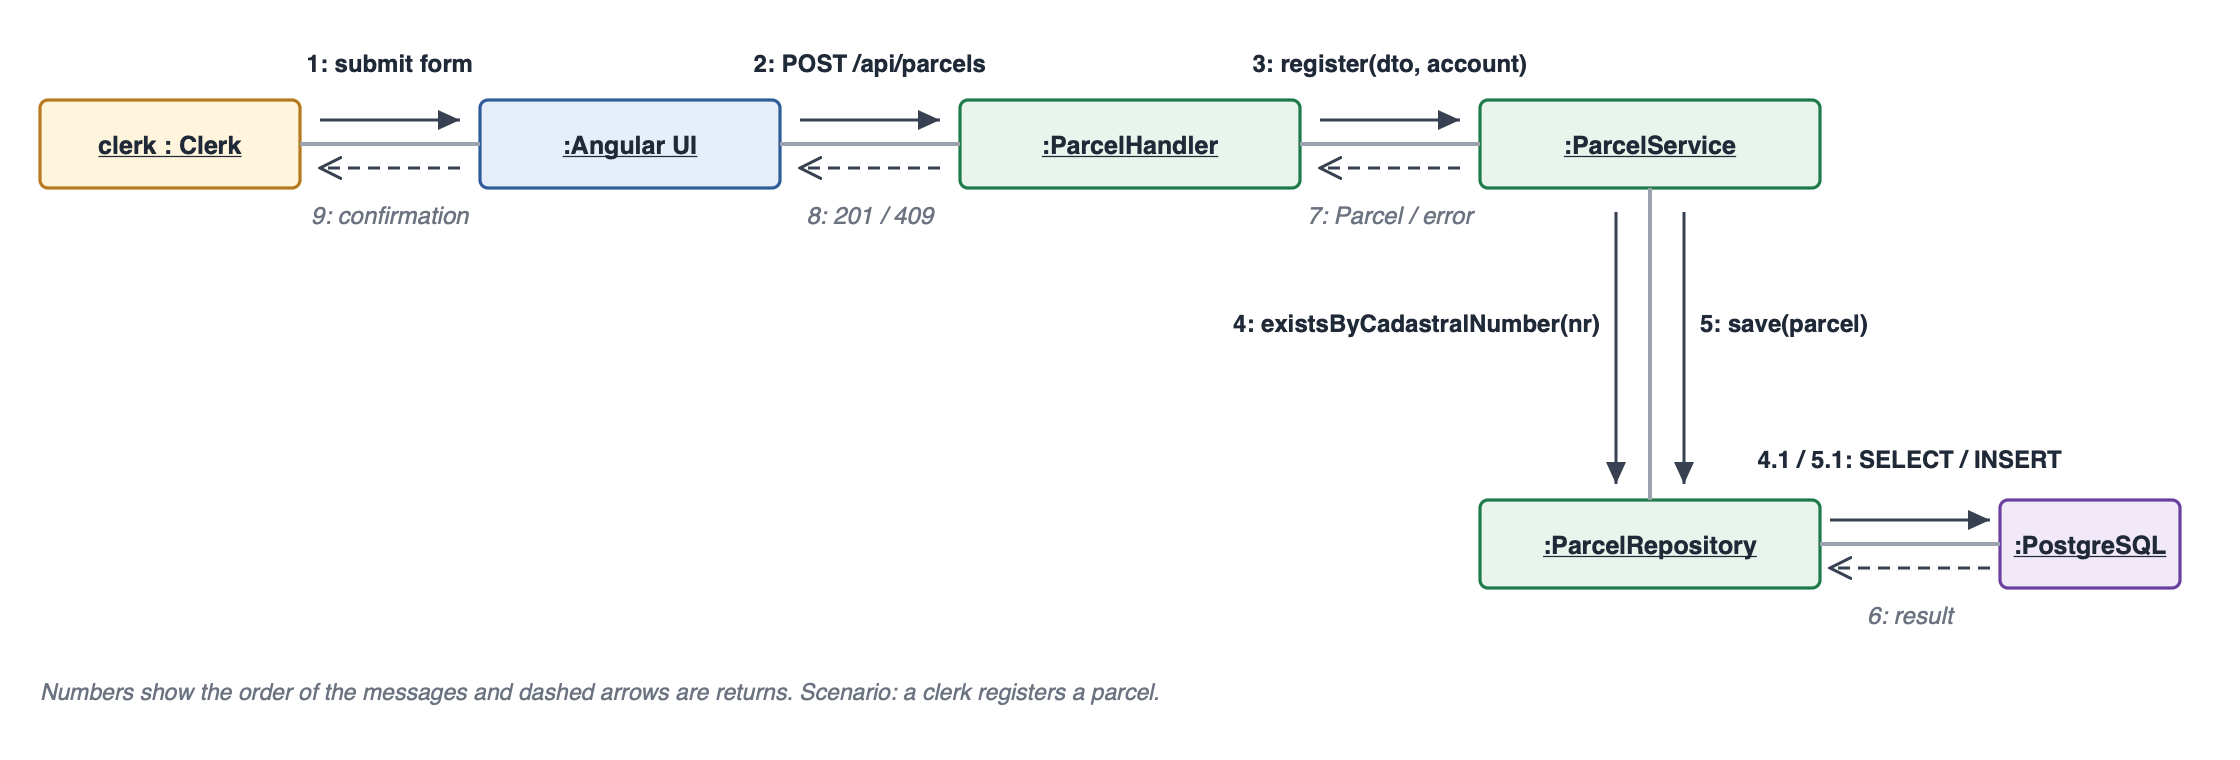 1: submit form
2: POST /api/parcels
3: register(dto, account)
clerk : Clerk
:Angular UI
:ParcelHandler
:ParcelService
9: confirmation
8: 201 / 409
7: Parcel / error
4: existsByCadastralNumber(nr)
5: save(parcel)
4.1 / 5.1: SELECT / INSERT
:ParcelRepository
:PostgreSQL
6: result
Numbers show the order of the messages and dashed arrows are returns. Scenario: a clerk registers a parcel.